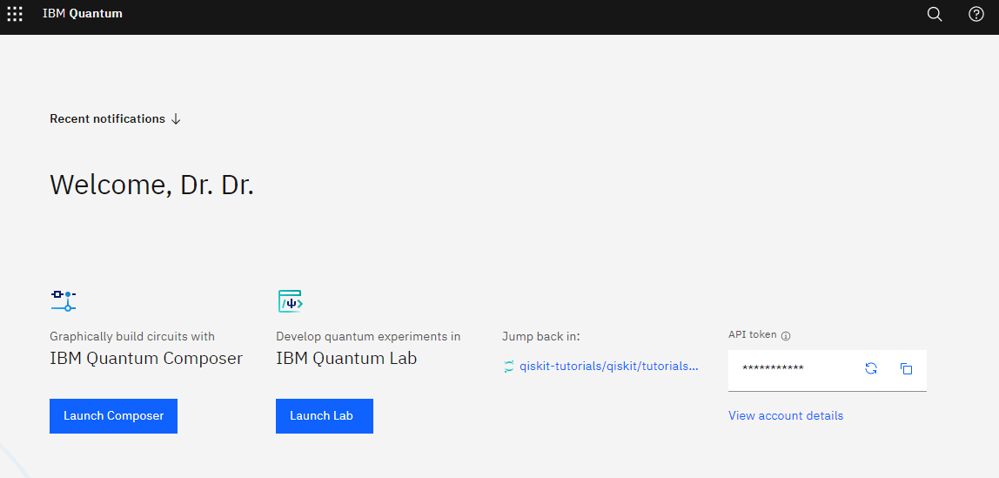 IBM Quantum
Recent notifications
Welcome, Dr. Dr.
Graphically build circuits with
IBM Quantum Composer
Launch Composer
Develop quantum experiments in
IBM Quantum Lab
Launch Lab
Jump back in:
qiskit-tutorials/qiskit/tutorials...
API token
***********
View account details